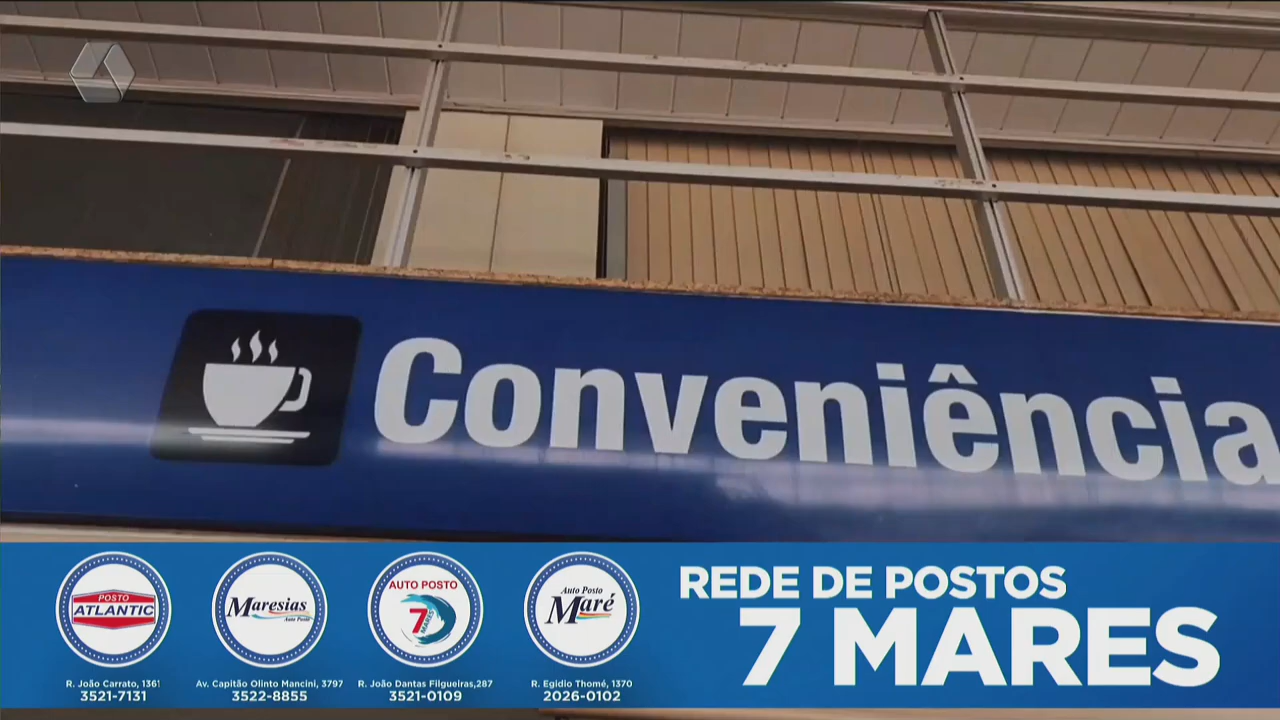 Conveniência
POSTO
ATLANTIC
R. João Carrato, 1361
3521-7131
Maresias
Auto Posto
Av. Capitão Olinto Mancini, 3797
3522-8855
AUTO POSTO
7
MARES
R. João Dantas Filgueiras,287
3521-0109
Auto Posto
Maré
R. Egidio Thomé, 1370
2026-0102
REDE DE POSTOS
7 MARES